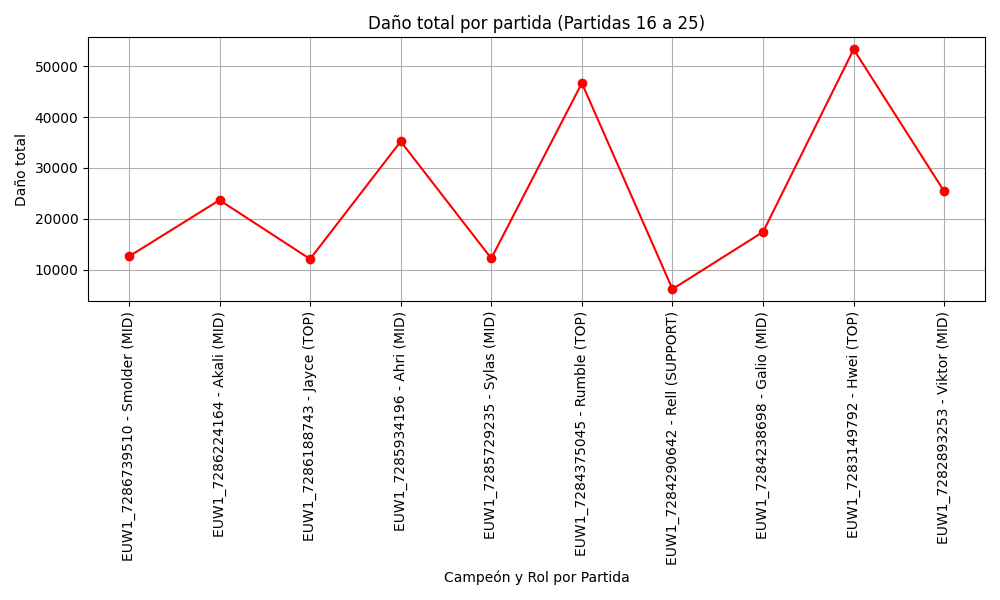 Daño total por partida (Partidas 16 a 25)
Daño total
50000
40000
30000
20000
10000
EUW1_7286739510 - Smolder (MID)
EUW1_7286224164 - Akali (MID)
EUW1_7286188743 - Jayce (TOP)
EUW1_7285934196 - Ahri (MID)
EUW1_7285729235 - Sylas (MID)
EUW1_7284375045 - Rumble (TOP)
EUW1_7284290642 - Rell (SUPPORT)
EUW1_7284238698 - Galio (MID)
EUW1_7283149792 - Hwei (TOP)
EUW1_7282893253 - Viktor (MID)
Campeón y Rol por Partida